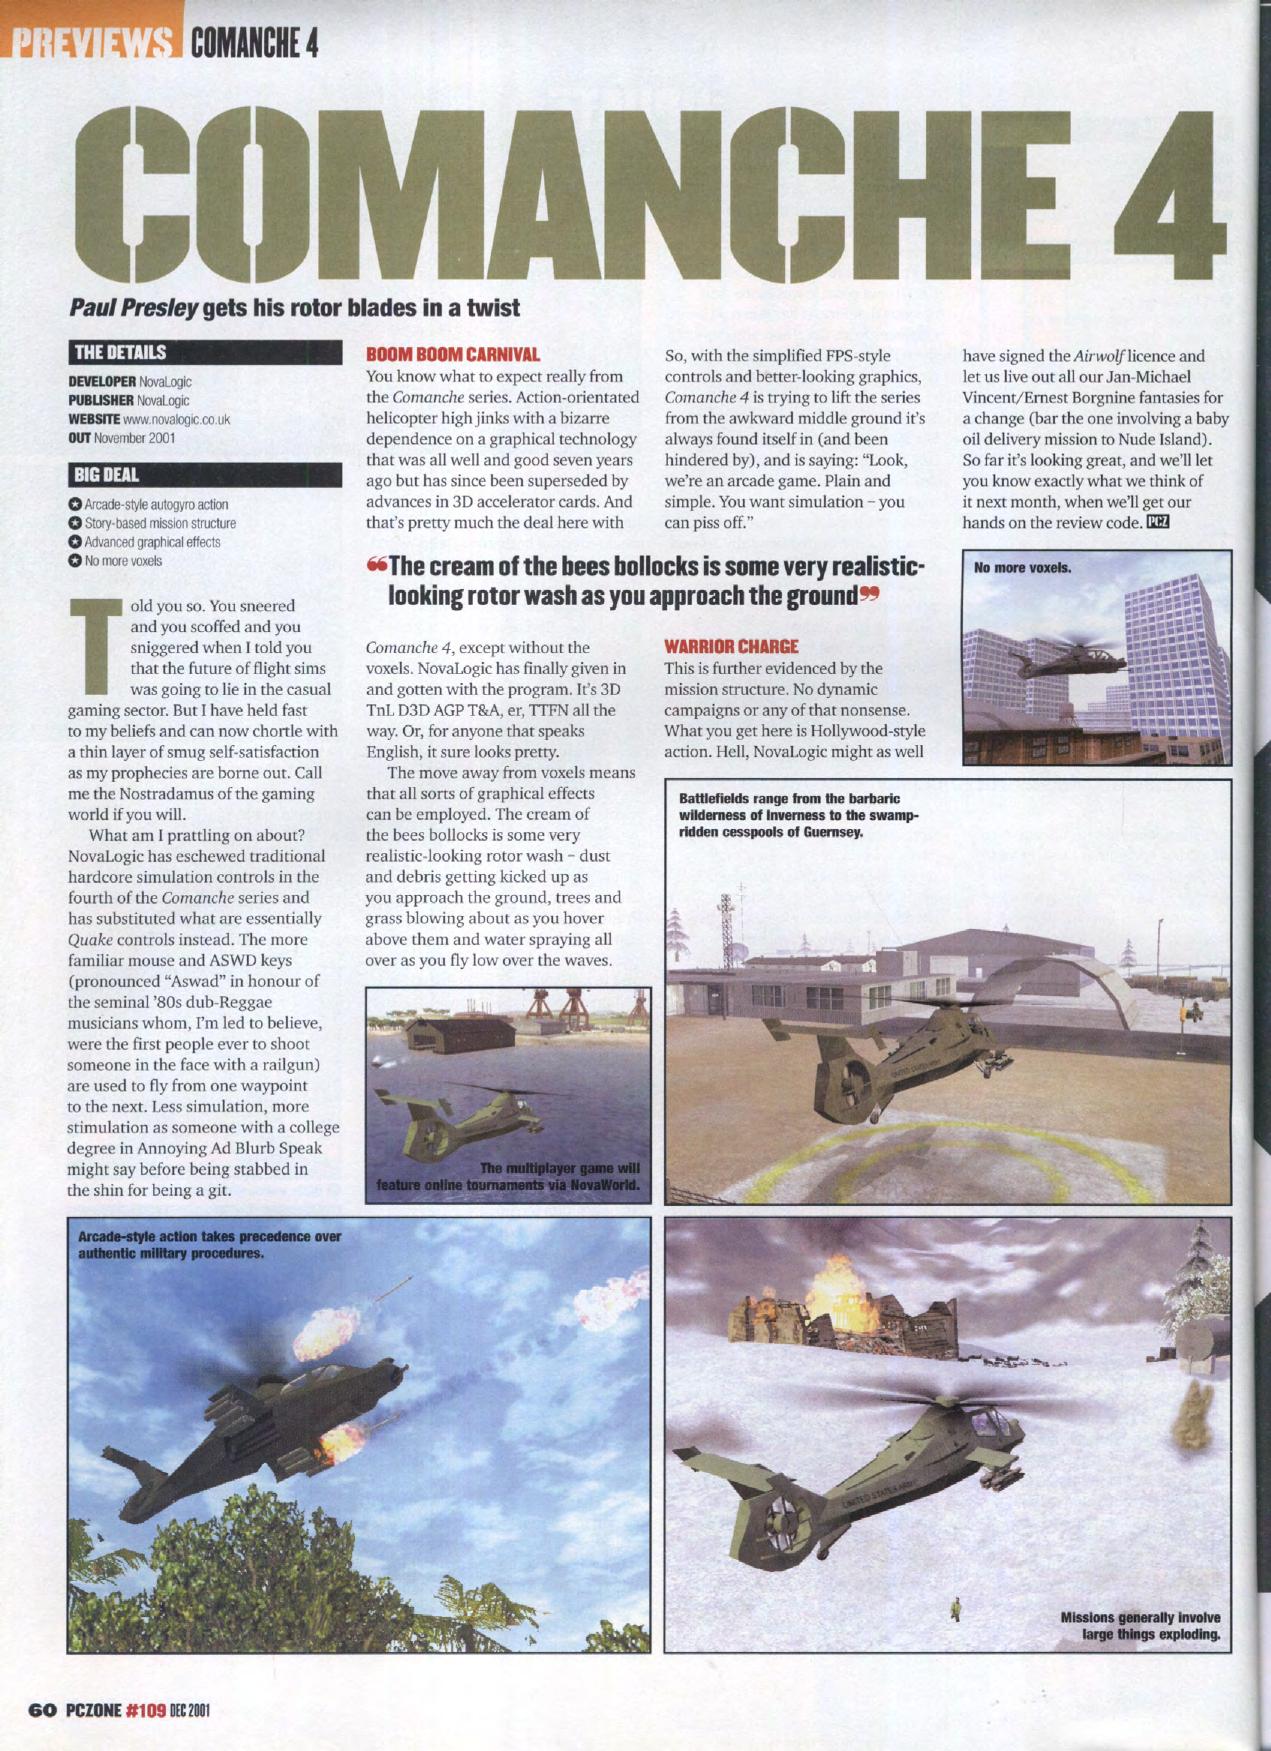 PREVIEWS COMANCHE 4
COMANCHE 4
Paul Presley gets his rotor blades in a twist
THE DETAILS
DEVELOPER NovaLogic
PUBLISHER NovaLogic
WEBSITE www.novalogic.co.uk
OUT November 2001
BIG DEAL
Arcade-style autogyro action
Story-based mission structure
Advanced graphical effects
No more voxels
Told you so. You sneered
and you scoffed and you
sniggered when I told you
that the future of flight sims
was going to lie in the casual
gaming sector. But I have held fast
to my beliefs and can now chortle with
a thin layer of smug self-satisfaction
as my prophecies are borne out. Call
me the Nostradamus of the gaming
world if you will.
What am I prattling on about?
NovaLogic has eschewed traditional
hardcore simulation controls in the
fourth of the Comanche series and
has substituted what are essentially
Quake controls instead. The more
familiar mouse and ASWD keys
(pronounced “Aswad” in honour of
the seminal ’80s dub-Reggae
musicians whom, I’m led to believe,
were the first people ever to shoot
someone in the face with a railgun)
are used to fly from one waypoint
to the next. Less simulation, more
stimulation as someone with a college
degree in Annoying Ad Blurb Speak
might say before being stabbed in
the shin for being a git.
BOOM BOOM CARNIVAL
You know what to expect really from
the Comanche series. Action-orientated
helicopter high jinks with a bizarre
dependence on a graphical technology
that was all well and good seven years
ago but has since been superseded by
advances in 3D accelerator cards. And
that’s pretty much the deal here with
“The cream of the bees bollocks is some very realistic-
looking rotor wash as you approach the ground”
Comanche 4, except without the
voxels. NovaLogic has finally given in
and gotten with the program. It’s 3D
TnL D3D AGP T&A, er, TTFN all the
way. Or, for anyone that speaks
English, it sure looks pretty.
The move away from voxels means
that all sorts of graphical effects
can be employed. The cream of
the bees bollocks is some very
realistic-looking rotor wash – dust
and debris getting kicked up as
you approach the ground, trees and
grass blowing about as you hover
above them and water spraying all
over as you fly low over the waves.
So, with the simplified FPS-style
controls and better-looking graphics,
Comanche 4 is trying to lift the series
from the awkward middle ground it’s
always found itself in (and been
hindered by), and is saying: “Look,
we’re an arcade game. Plain and
simple. You want simulation – you
can piss off.”
WARRIOR CHARGE
This is further evidenced by the
mission structure. No dynamic
campaigns or any of that nonsense.
What you get here is Hollywood-style
action. Hell, NovaLogic might as well
have signed the Airwolf licence and
let us live out all our Jan-Michael
Vincent/Ernest Borgnine fantasies for
a change (bar the one involving a baby
oil delivery mission to Nude Island).
So far it’s looking great, and we’ll let
you know exactly what we think of
it next month, when we’ll get our
hands on the review code. PCZ
No more voxels.
Battlefields range from the barbaric
wilderness of Inverness to the swamp-
ridden cesspools of Guernsey.
The multiplayer game will
feature online tournaments via NovaWorld.
Arcade-style action takes precedence over
authentic military procedures.
UNITED STATES ARMY
Missions generally involve
large things exploding.
60 PCZONE #109 DEC 2001